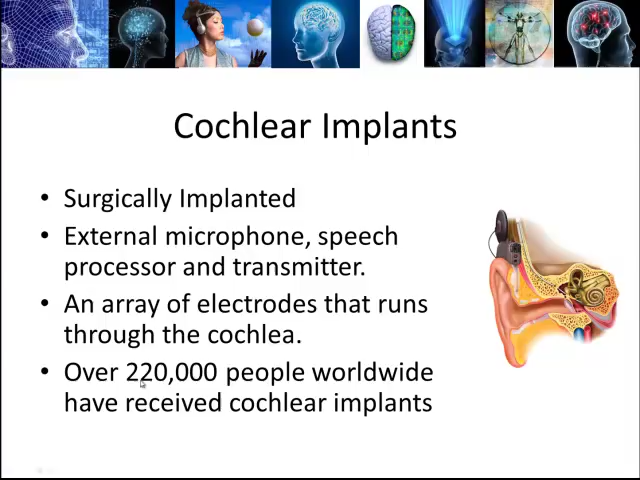 Cochlear Implants
• Surgically Implanted
• External microphone, speech
processor and transmitter.
• An array of electrodes that runs
through the cochlea.
• Over 220,000 people worldwide
have received cochlear implants